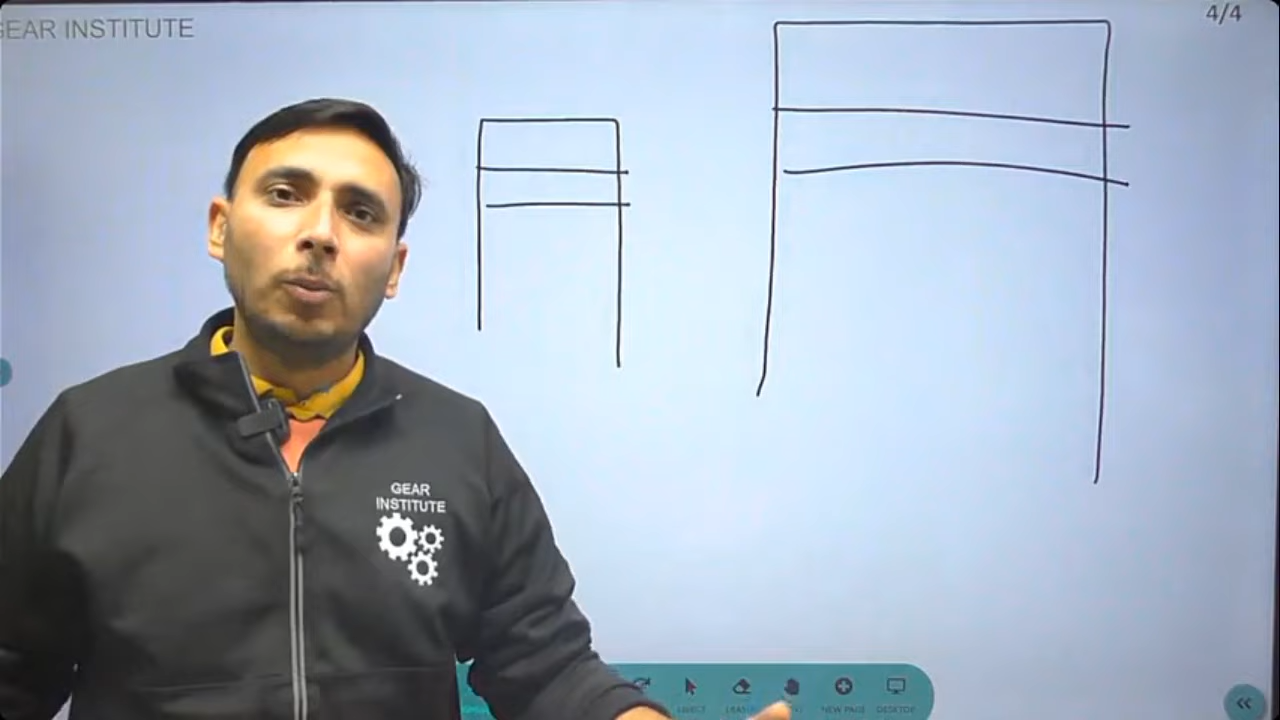 GEAR INSTITUTE
4/4
GEAR
INSTITUTE
NEW PAGE
DESKTOP